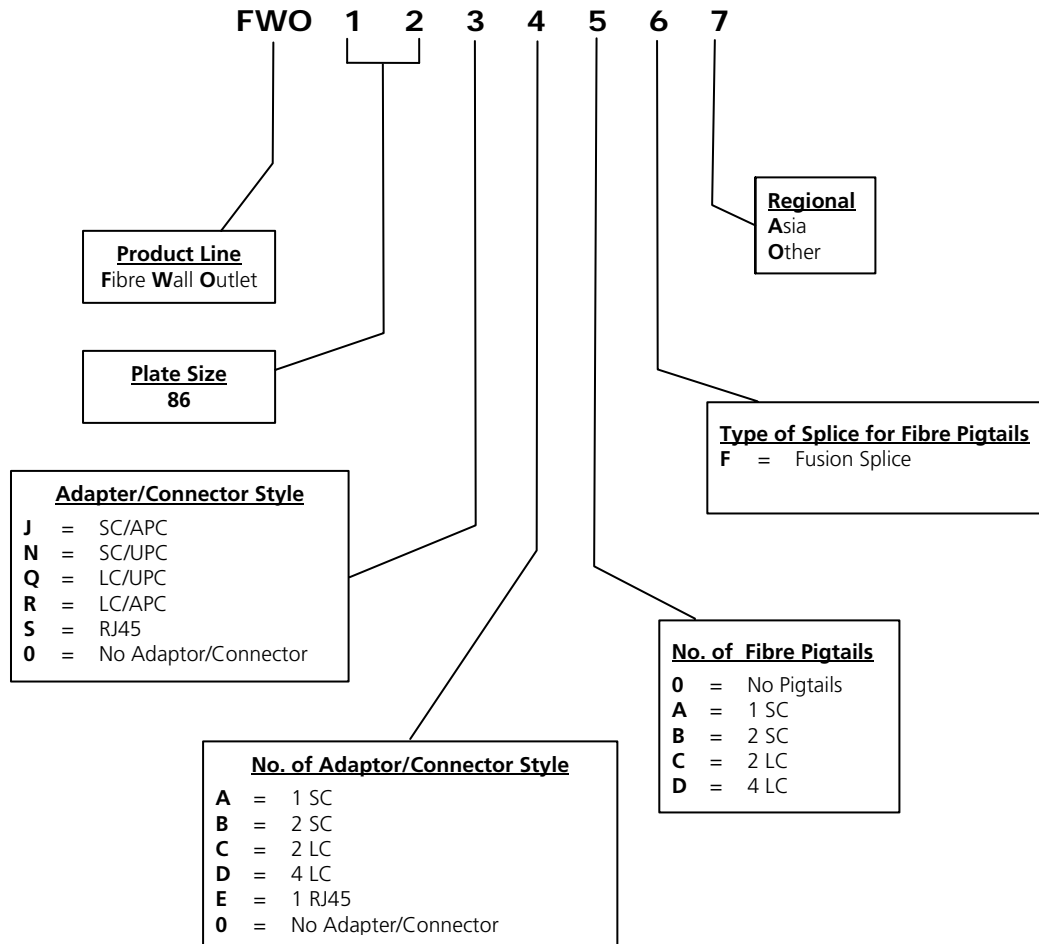 FWO 1 2 3 4 5 6 7
Regional
Asia
Other
Product Line
Fibre Wall Outlet
Plate Size
86
Type of Splice for Fibre Pigtails
F = Fusion Splice
Adapter/Connector Style
J = SC/APC
N = SC/UPC
Q = LC/UPC
R = LC/APC
S = RJ45
0 = No Adaptor/Connector
No. of Fibre Pigtails
0 = No Pigtails
A = 1 SC
B = 2 SC
C = 2 LC
D = 4 LC
No. of Adaptor/Connector Style
A = 1 SC
B = 2 SC
C = 2 LC
D = 4 LC
E = 1 RJ45
0 = No Adapter/Connector